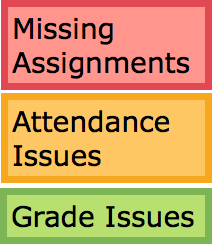 Missing
Assignments
Attendance
Issues
Grade Issues